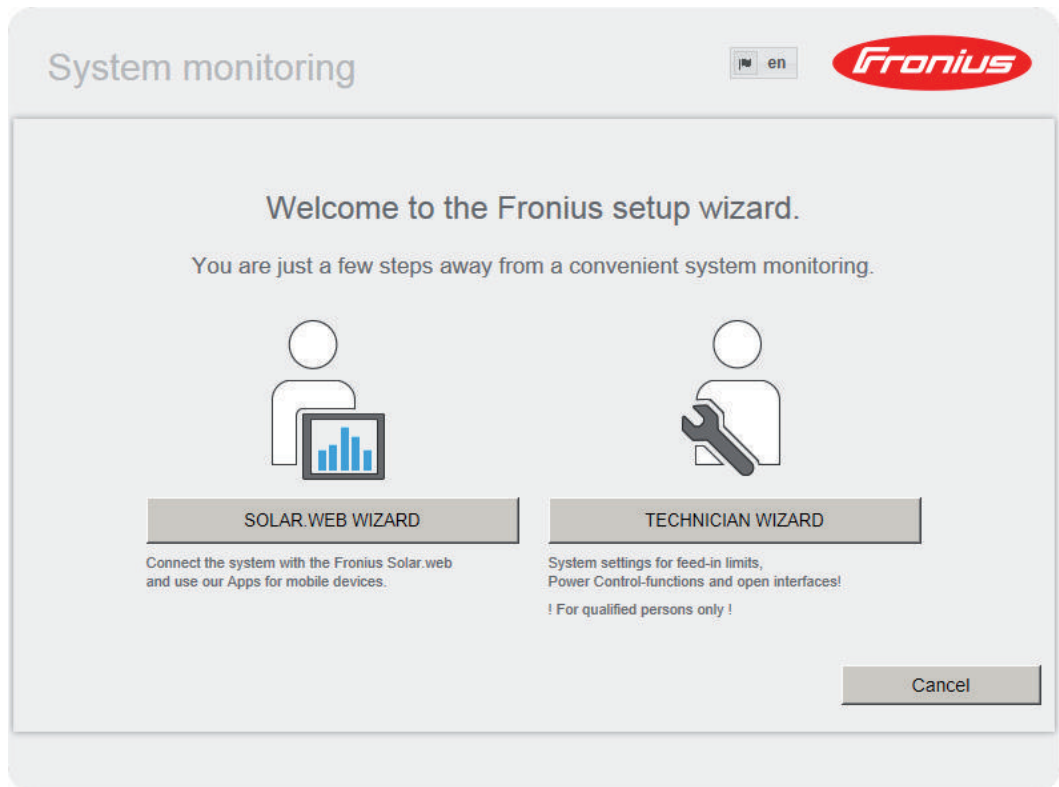 System monitoring
en
Fronius
Welcome to the Fronius setup wizard.
You are just a few steps away from a convenient system monitoring.
SOLAR.WEB WIZARD
Connect the system with the Fronius Solar.web
and use our Apps for mobile devices.
TECHNICIAN WIZARD
System settings for feed-in limits,
Power Control-functions and open interfaces!
! For qualified persons only !
Cancel